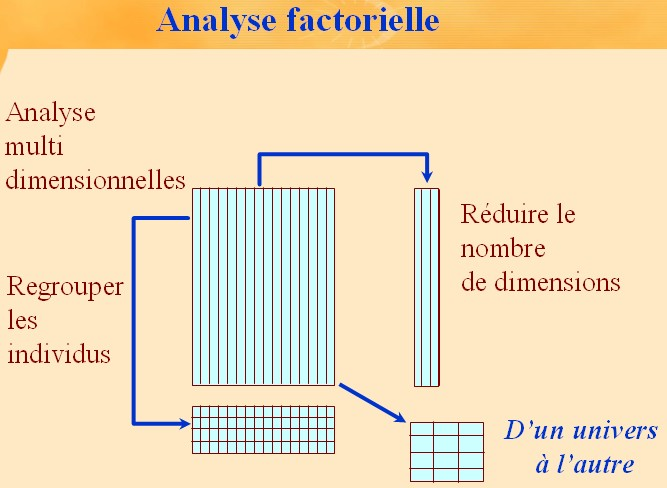 Analyse factorielle
Analyse
multi
dimensionnelles
Réduire le
nombre
de dimensions
Regrouper
les
individus
D'un univers
à l'autre